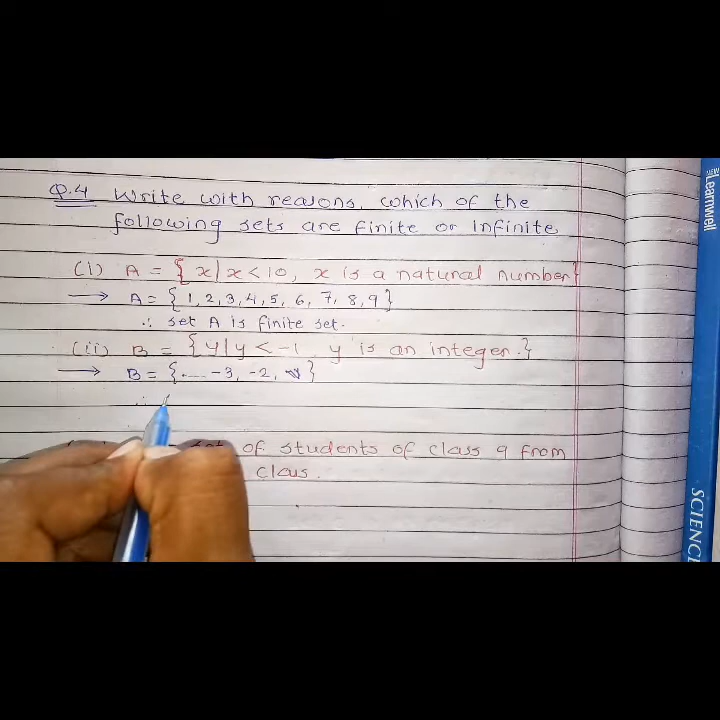 Q.4 Write with reasons, which of the
following sets are finite or infinite
(i) A = { x | x < 10, x is a natural number }
→ A = { 1, 2, 3, 4, 5, 6, 7, 8, 9 }
∴ set A is finite set.
(ii) B = { y | y < -1, y is an integer. }
→ B = { .... -3, -2, }
∴
of students of class 9 from
class.
NEW
Learnwell
SCIENCE